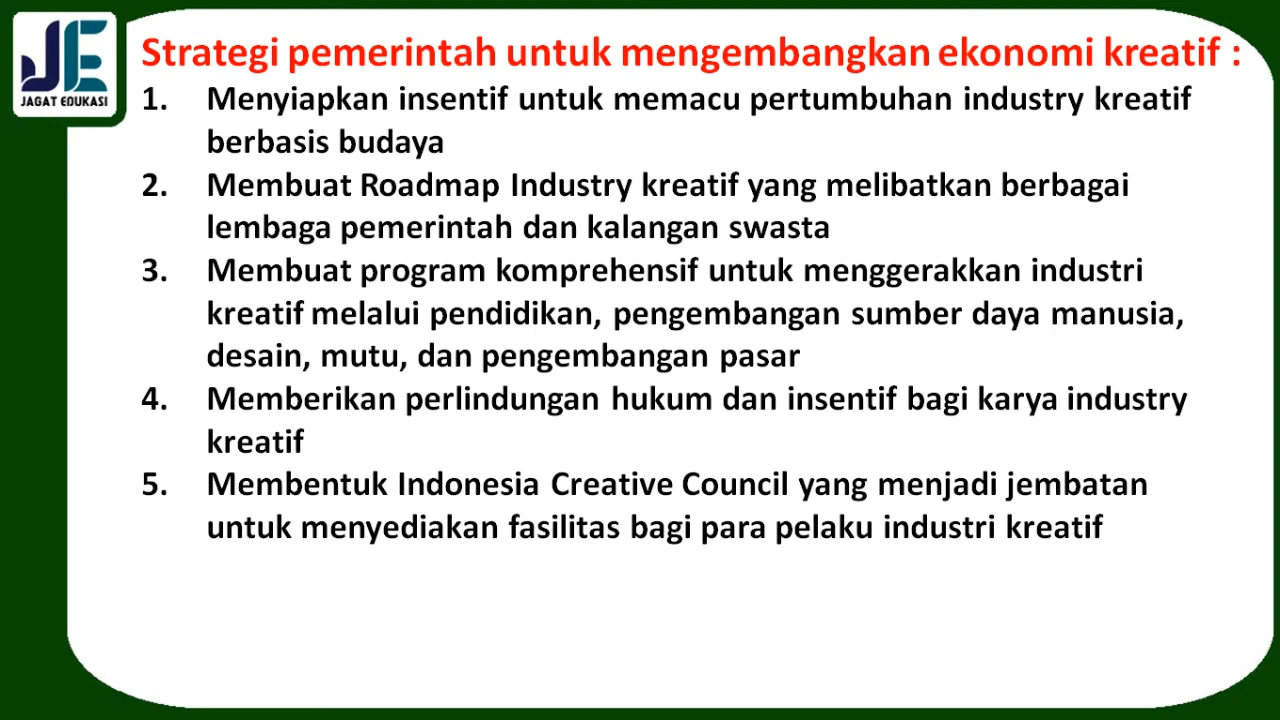 JE
JAGAT EDUKASI
Strategi pemerintah untuk mengembangkan ekonomi kreatif :
1. Menyiapkan insentif untuk memacu pertumbuhan industry kreatif
berbasis budaya
2. Membuat Roadmap Industry kreatif yang melibatkan berbagai
lembaga pemerintah dan kalangan swasta
3. Membuat program komprehensif untuk menggerakkan industri
kreatif melalui pendidikan, pengembangan sumber daya manusia,
desain, mutu, dan pengembangan pasar
4. Memberikan perlindungan hukum dan insentif bagi karya industry
kreatif
5. Membentuk Indonesia Creative Council yang menjadi jembatan
untuk menyediakan fasilitas bagi para pelaku industri kreatif